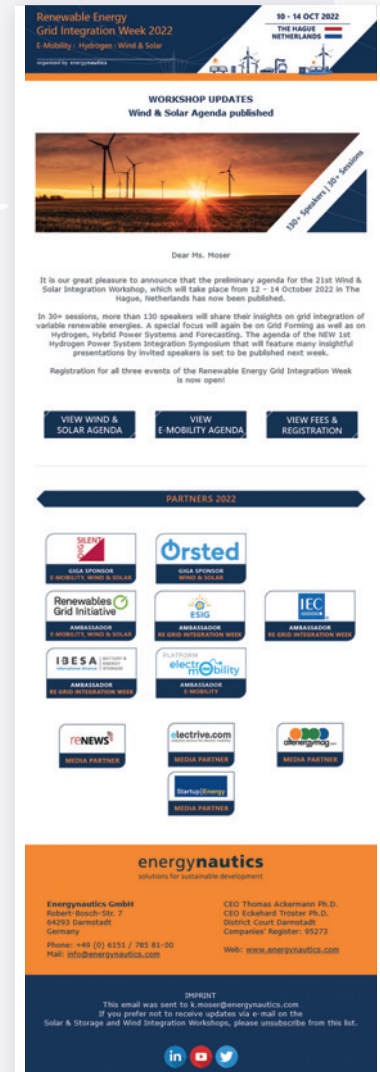 Renewable Energy
Grid Integration Week 2022
E-Mobility | Hydrogen | Wind & Solar
organized by energynautics
10 - 14 OCT 2022
THE HAGUE
NETHERLANDS
WORKSHOP UPDATES
Wind & Solar Agenda published
130+ Speakers | 30+ Sessions
Dear Ms. Moser
It is our great pleasure to announce that the preliminary agenda for the 21st Wind &
Solar Integration Workshop, which will take place from 12 – 14 October 2022 in The
Hague, Netherlands has now been published.
In 30+ sessions, more than 130 speakers will share their insights on grid integration of
variable renewable energies. A special focus will again be on Grid Forming as well as on
Hydrogen, Hybrid Power Systems and Forecasting. The agenda of the NEW 1st
Hydrogen Power System Integration Symposium that will feature many insightful
presentations by invited speakers is set to be published next week.
Registration for all three events of the Renewable Energy Grid Integration Week
is now open!
VIEW WIND &
SOLAR AGENDA
VIEW
E-MOBILITY AGENDA
VIEW FEES &
REGISTRATION
PARTNERS 2022
SILENT
DIGA
GIGA SPONSOR
E-MOBILITY, WIND & SOLAR
Ørsted
GIGA SPONSOR
WIND & SOLAR
Renewables
Grid Initiative
AMBASSADOR
E-MOBILITY, WIND & SOLAR
ESIG
AMBASSADOR
RE GRID INTEGRATION WEEK
IEC
AMBASSADOR
RE GRID INTEGRATION WEEK
IBESA BATTERY &
ENERGY
STORAGE
AMBASSADOR
RE GRID INTEGRATION WEEK
PLATFORM
electromobility
AMBASSADOR
E-MOBILITY
reNEWS
MEDIA PARTNER
electrive.com
MEDIA PARTNER
altenergymag.com
MEDIA PARTNER
Startup|Energy
MEDIA PARTNER
energynautics
solutions for sustainable development
Energynautics GmbH
Robert-Bosch-Str. 7
64293 Darmstadt
Germany
Phone: +49 (0) 6151 / 785 81-00
Mail: info@energynautics.com
CEO Thomas Ackermann Ph.D.
CEO Eckehard Tröster Ph.D.
District Court Darmstadt
Companies' Register: 95273
Web: www.energynautics.com
IMPRINT
This email was sent to k.moser@energynautics.com
If you prefer not to receive updates via e-mail on the
Solar & Storage and Wind Integration Workshops, please unsubscribe from this list.